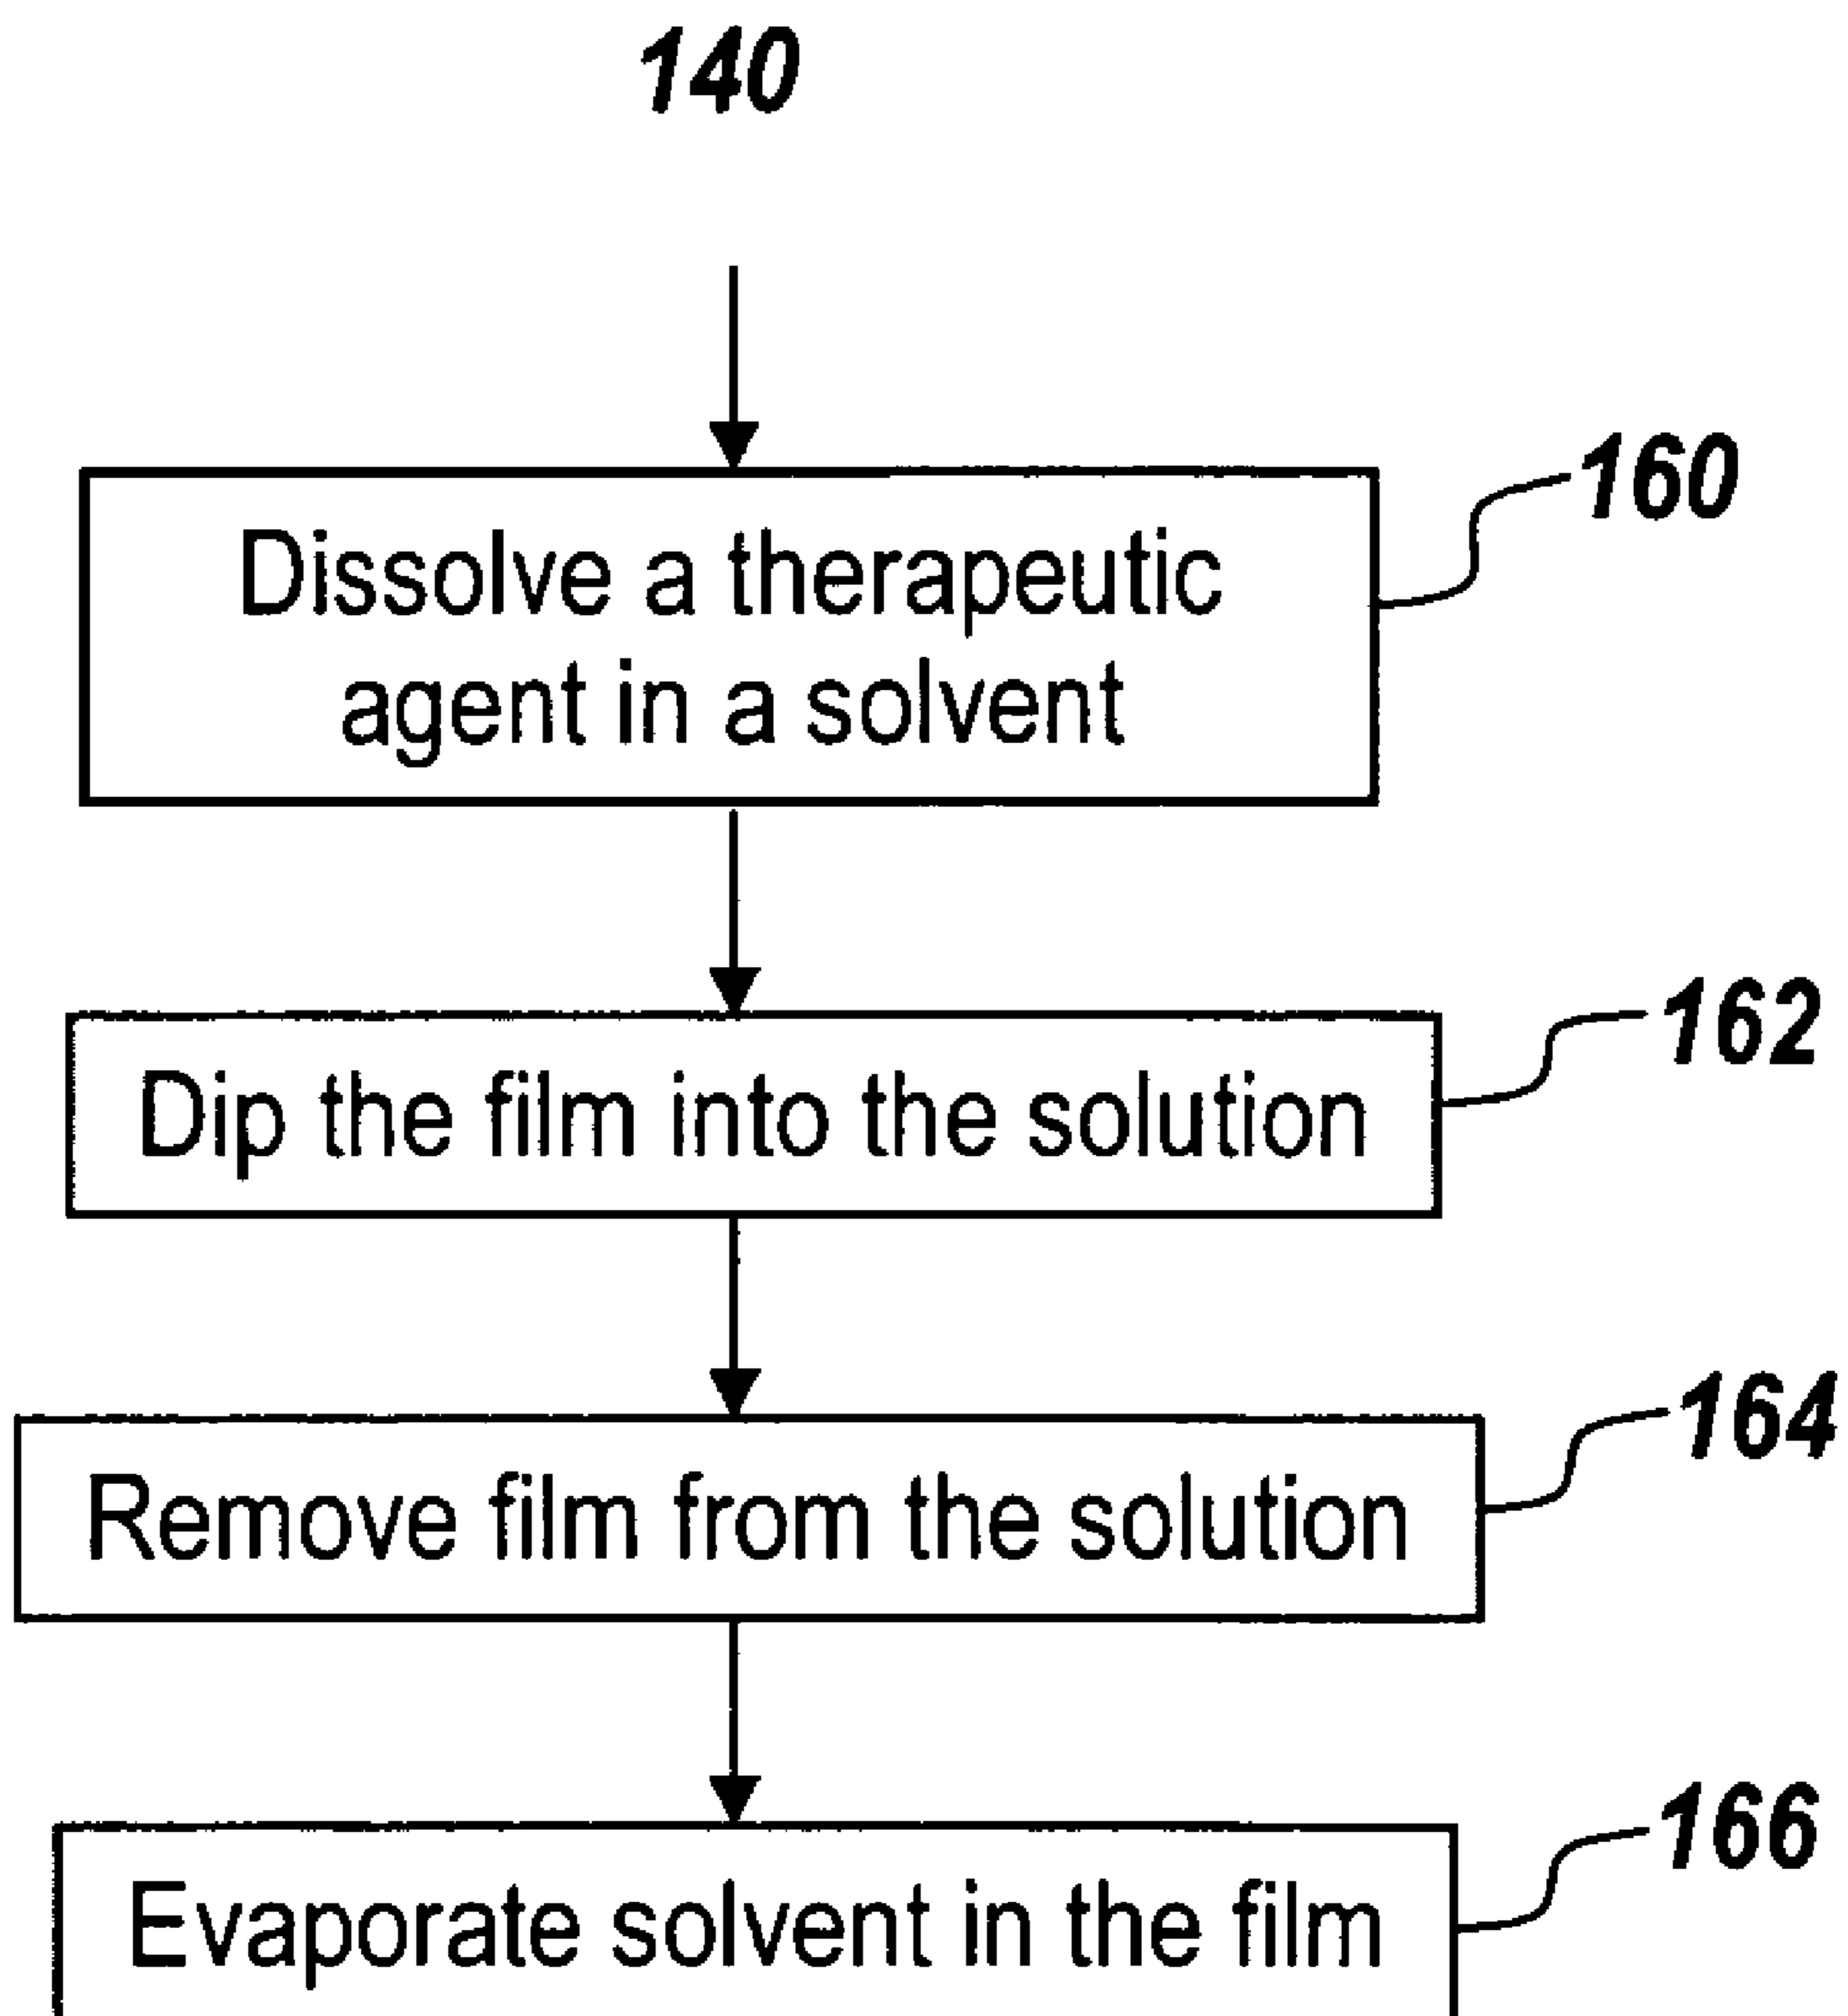 140
160
Dissolve a therapeutic
agent in a solvent
162
Dip the film into the solution
164
Remove film from the solution
166
Evaporate solvent in the film